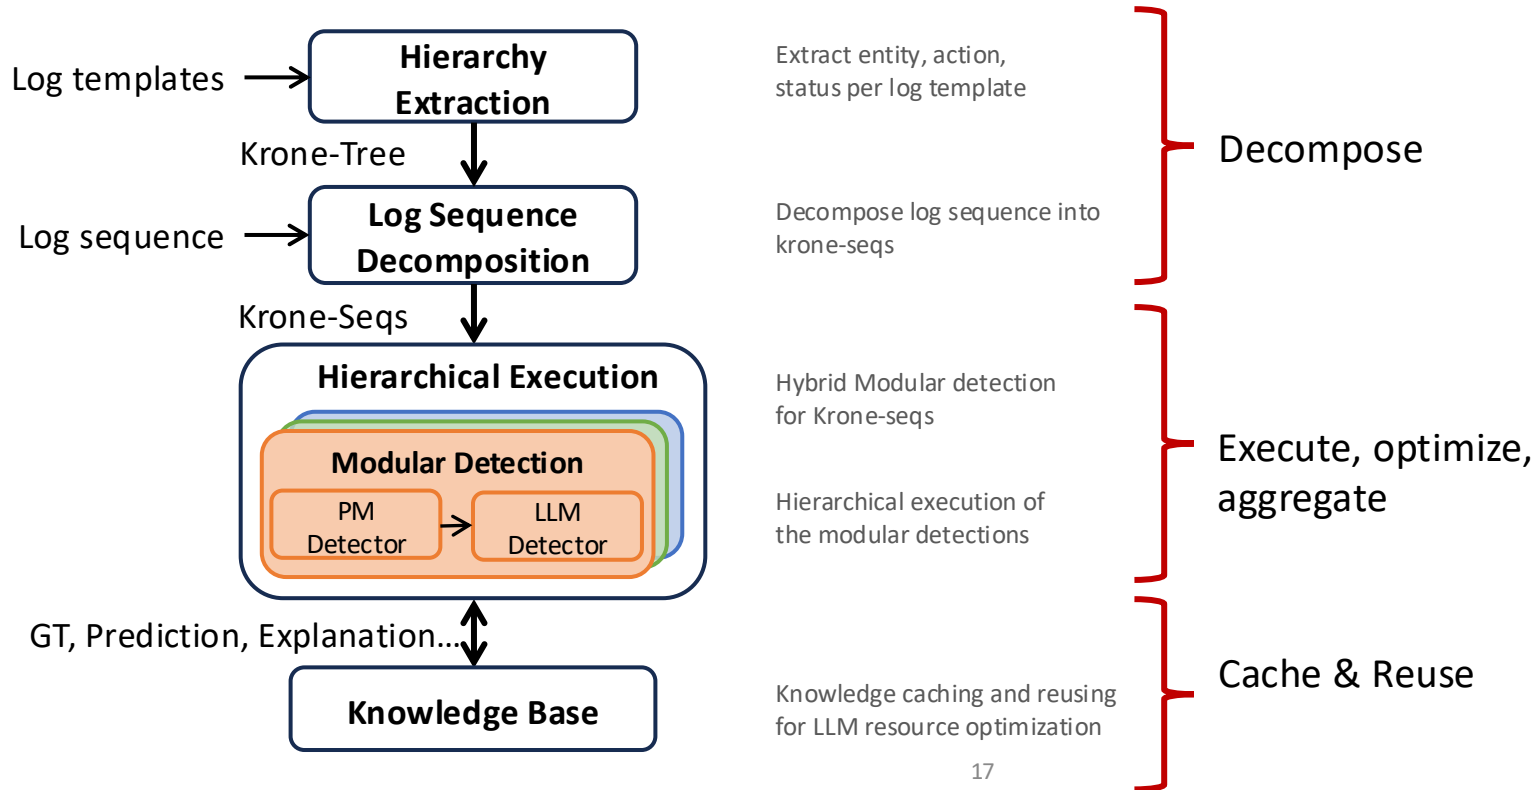 Log templates
Hierarchy
Extraction
Extract entity, action,
status per log template
Krone-Tree
Decompose
Log sequence
Log Sequence
Decomposition
Decompose log sequence into
krone-seqs
Krone-Seqs
Hierarchical Execution
Modular Detection
PM
Detector
LLM
Detector
Hybrid Modular detection
for Krone-seqs
Hierarchical execution of
the modular detections
Execute, optimize,
aggregate
GT, Prediction, Explanation...
Knowledge Base
Knowledge caching and reusing
for LLM resource optimization
Cache & Reuse
17